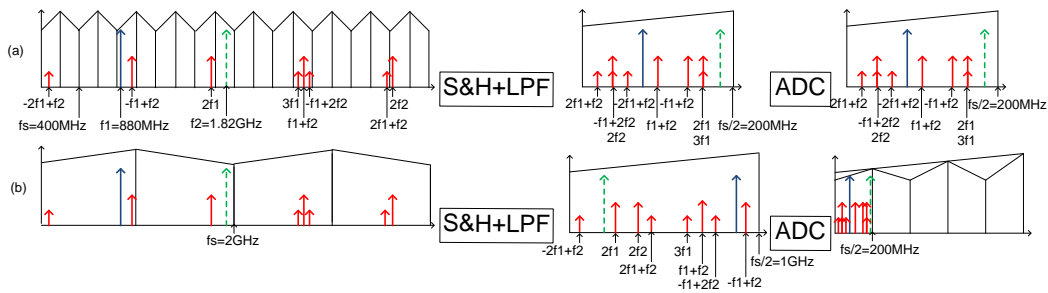 (a)
-2f1+f2
-f1+f2
2f1
3f1
-f1+2f2
2f2
fs=400MHz
f1=880MHz
f2=1.82GHz
f1+f2
2f1+f2
S&H+LPF
2f1+f2
-2f1+f2
-f1+f2
fs/2=200MHz
-f1+2f2
f1+f2
2f1
2f2
3f1
ADC
2f1+f2
-2f1+f2
-f1+f2
fs/2=200MHz
-f1+2f2
f1+f2
2f1
2f2
3f1
(b)
fs=2GHz
S&H+LPF
-2f1+f2
2f1
2f2
2f1+f2
3f1
f1+f2
-f1+2f2
-f1+f2
fs/2=1GHz
ADC
fs/2=200MHz